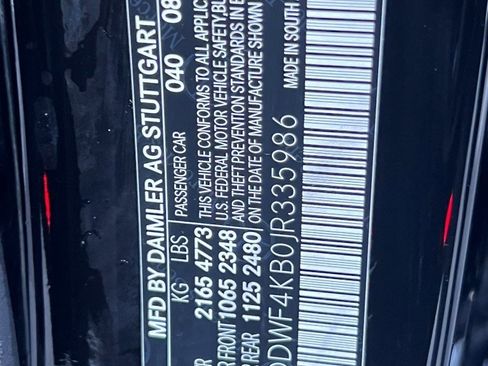 MFD BY DAIMLER AG STUTTGART 08
KG LBS PASSENGER CAR 040
2165 4773 THIS VEHICLE CONFORMS TO ALL APPLIC
FRONT 1065 2348 U.S. FEDERAL MOTOR VEHICLE SAFETY, BU
1125 2480 AND THEFT PREVENTION STANDARDS IN E
ON THE DATE OF MANUFACTURE SHOWN
MADE IN SOUTH
DWF4KB0JR335986